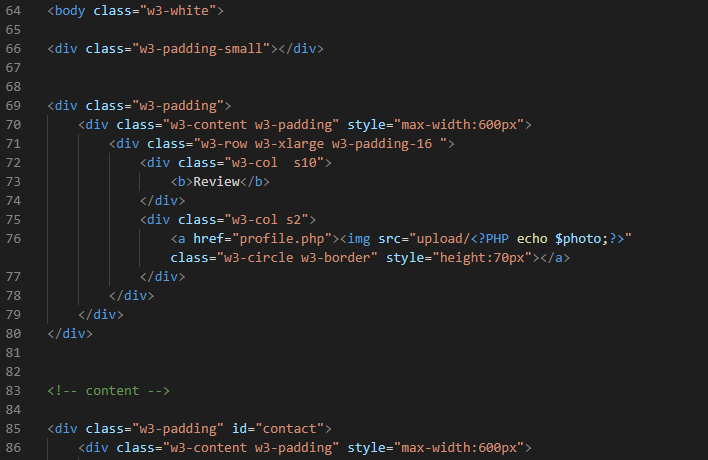 64 <body class="w3-white">
65
66 <div class="w3-padding-small"></div>
67
68
69 <div class="w3-padding">
70     <div class="w3-content w3-padding" style="max-width:600px">
71         <div class="w3-row w3-xlarge w3-padding-16 ">
72             <div class="w3-col  s10">
73                 <b>Review</b>
74             </div>
75             <div class="w3-col s2">
76                 <a href="profile.php"><img src="upload/<?PHP echo $photo;?>"
                class="w3-circle w3-border" style="height:70px"></a>
77             </div>
78         </div>
79     </div>
80 </div>
81
82
83 <!-- content -->
84
85 <div class="w3-padding" id="contact">
86     <div class="w3-content w3-padding" style="max-width:600px">